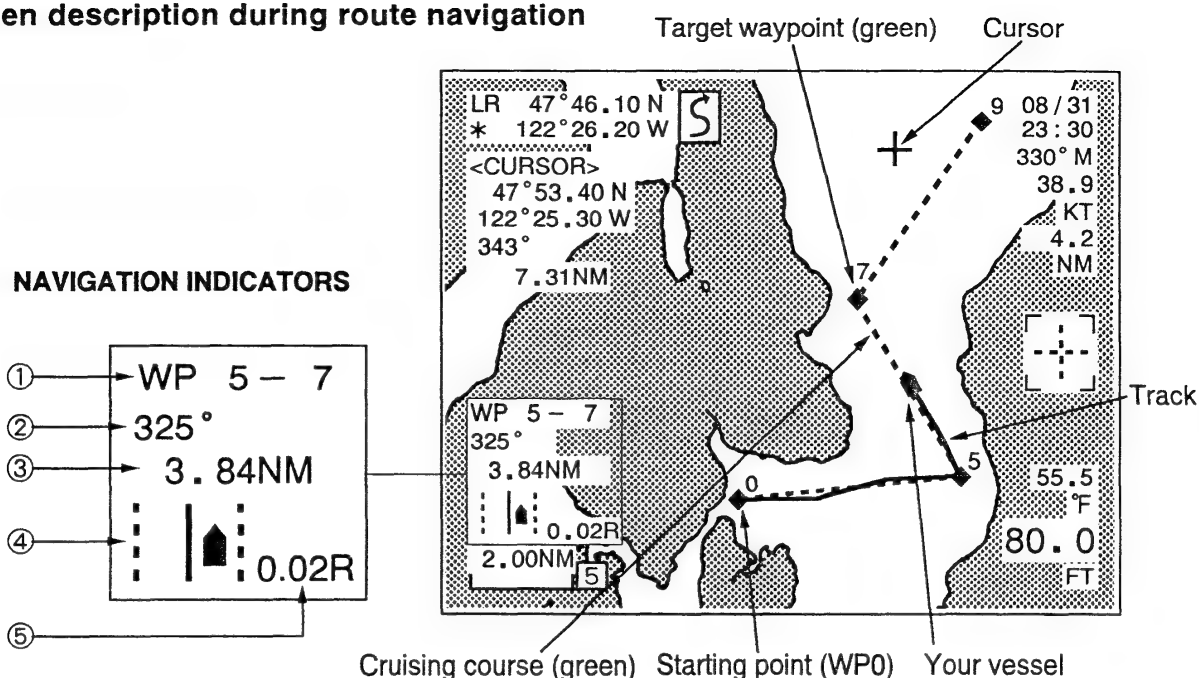 en description during route navigation
Target waypoint (green)
Cursor
LR 47°46.10 N
* 122°26.20 W
<CURSOR>
47°53.40 N
122°25.30 W
343°
7.31NM
9
08/31
23:30
330°M
38.9
KT
4.2
NM
7
NAVIGATION INDICATORS
① WP 5 – 7
② 325°
③ 3.84NM
④
0.02R
⑤
WP 5 – 7
325°
3.84NM
0.02R
2.00NM
5
0
5
Track
55.5
°F
80.0
FT
Cruising course (green)
Starting point (WP0)
Your vessel